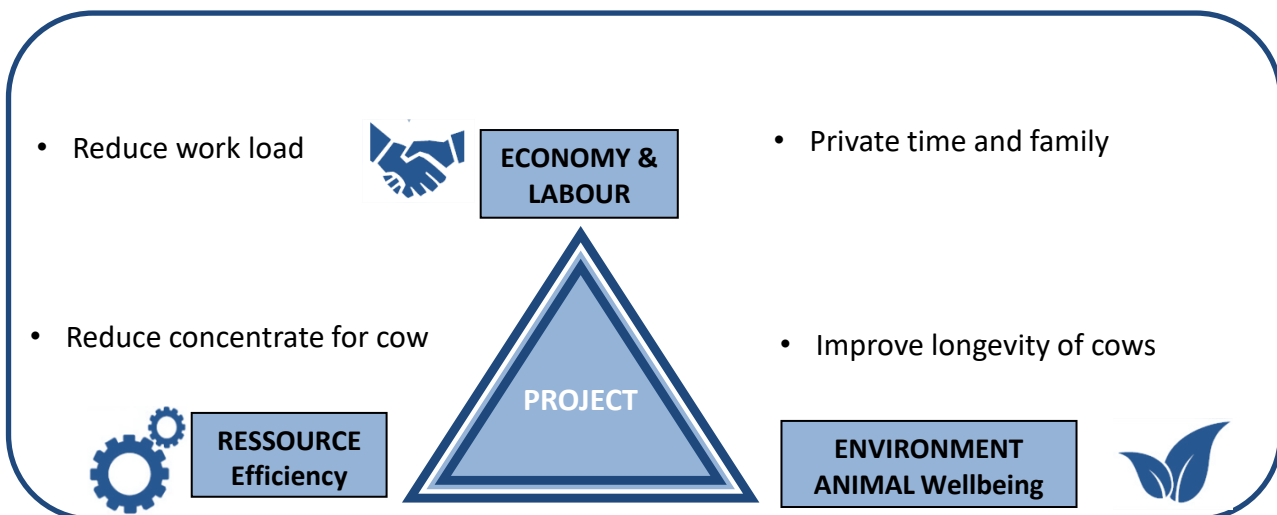 • Reduce work load
ECONOMY &
LABOUR
• Private time and family
• Reduce concentrate for cow
• Improve longevity of cows
PROJECT
RESSOURCE
Efficiency
ENVIRONMENT
ANIMAL Wellbeing